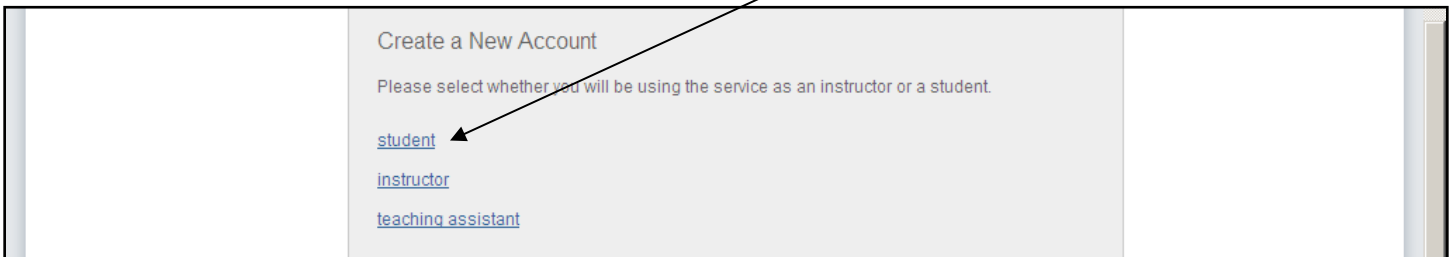 Create a New Account
Please select whether you will be using the service as an instructor or a student.
student
instructor
teaching assistant